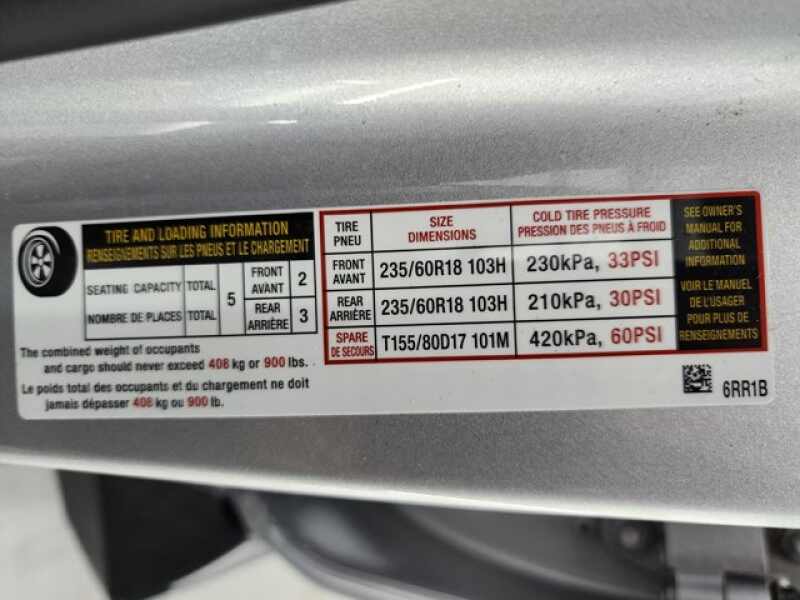 TIRE AND LOADING INFORMATION
RENSEIGNEMENTS SUR LES PNEUS ET LE CHARGEMENT
SEATING CAPACITY TOTAL 5 FRONT AVANT 2
NOMBRE DE PLACES TOTAL REAR ARRIÈRE 3
The combined weight of occupants
and cargo should never exceed 408 kg or 900 lbs.
Le poids total des occupants et du chargement ne doit
jamais dépasser 408 kg ou 900 lb.
TIRE PNEU SIZE DIMENSIONS COLD TIRE PRESSURE PRESSION DES PNEUS À FROID
FRONT AVANT 235/60R18 103H 230kPa, 33PSI
REAR ARRIÈRE 235/60R18 103H 210kPa, 30PSI
SPARE DE SECOURS T155/80D17 101M 420kPa, 60PSI
SEE OWNER'S
MANUAL FOR
ADDITIONAL
INFORMATION
VOIR LE MANUEL
DE L'USAGER
POUR PLUS DE
RENSEIGNEMENTS
6RR1B